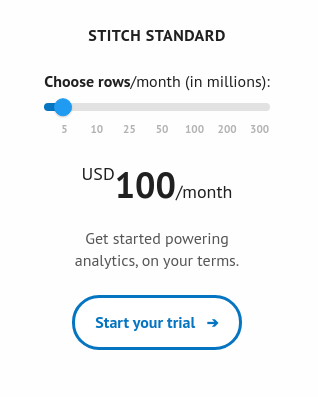 STITCH STANDARD
Choose rows/month (in millions):
5 10 25 50 100 200 300
USD100/month
Get started powering
analytics, on your terms.
Start your trial ➔